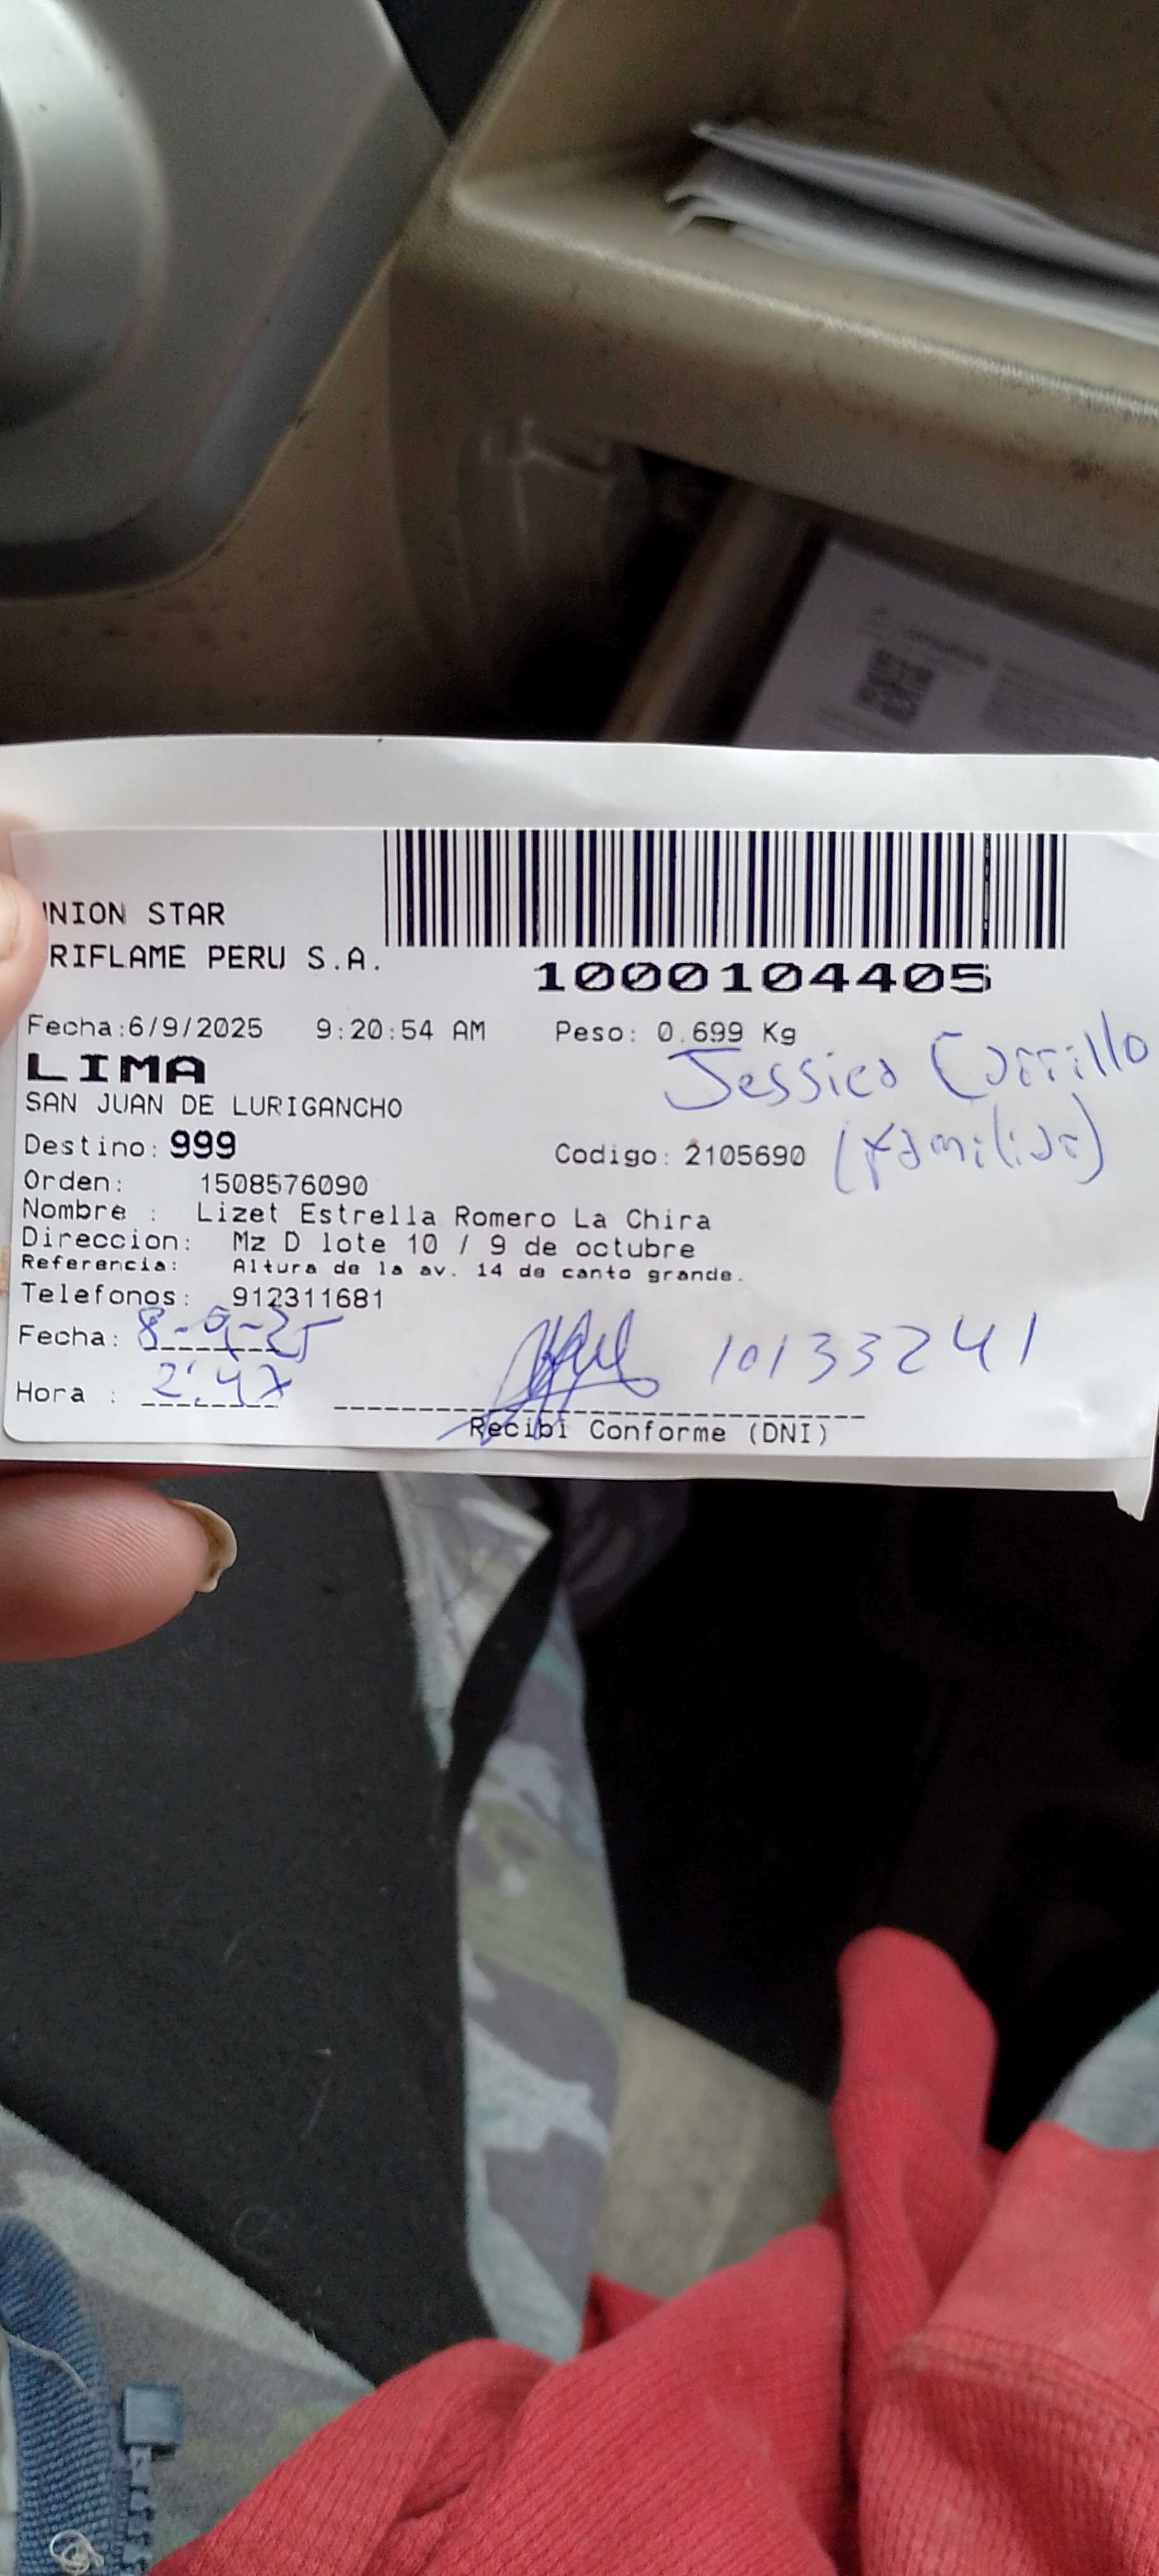 NION STAR
RIFLAME PERU S.A.
1000104405
Fecha:6/9/2025 9:20:54 AM Peso: 0.699 Kg
LIMA
Jessica Carrillo
SAN JUAN DE LURIGANCHO
(familiar)
Destino: 999 Codigo: 2105690
Orden: 1508576090
Nombre : Lizet Estrella Romero La Chira
Direccion: Mz D lote 10 / 9 de octubre
Referencia: Altura de la av. 14 de canto grande.
Telefonos: 912311681
Fecha: 8-9-25
10133241
Hora : 2:47
Recibi Conforme (DNI)